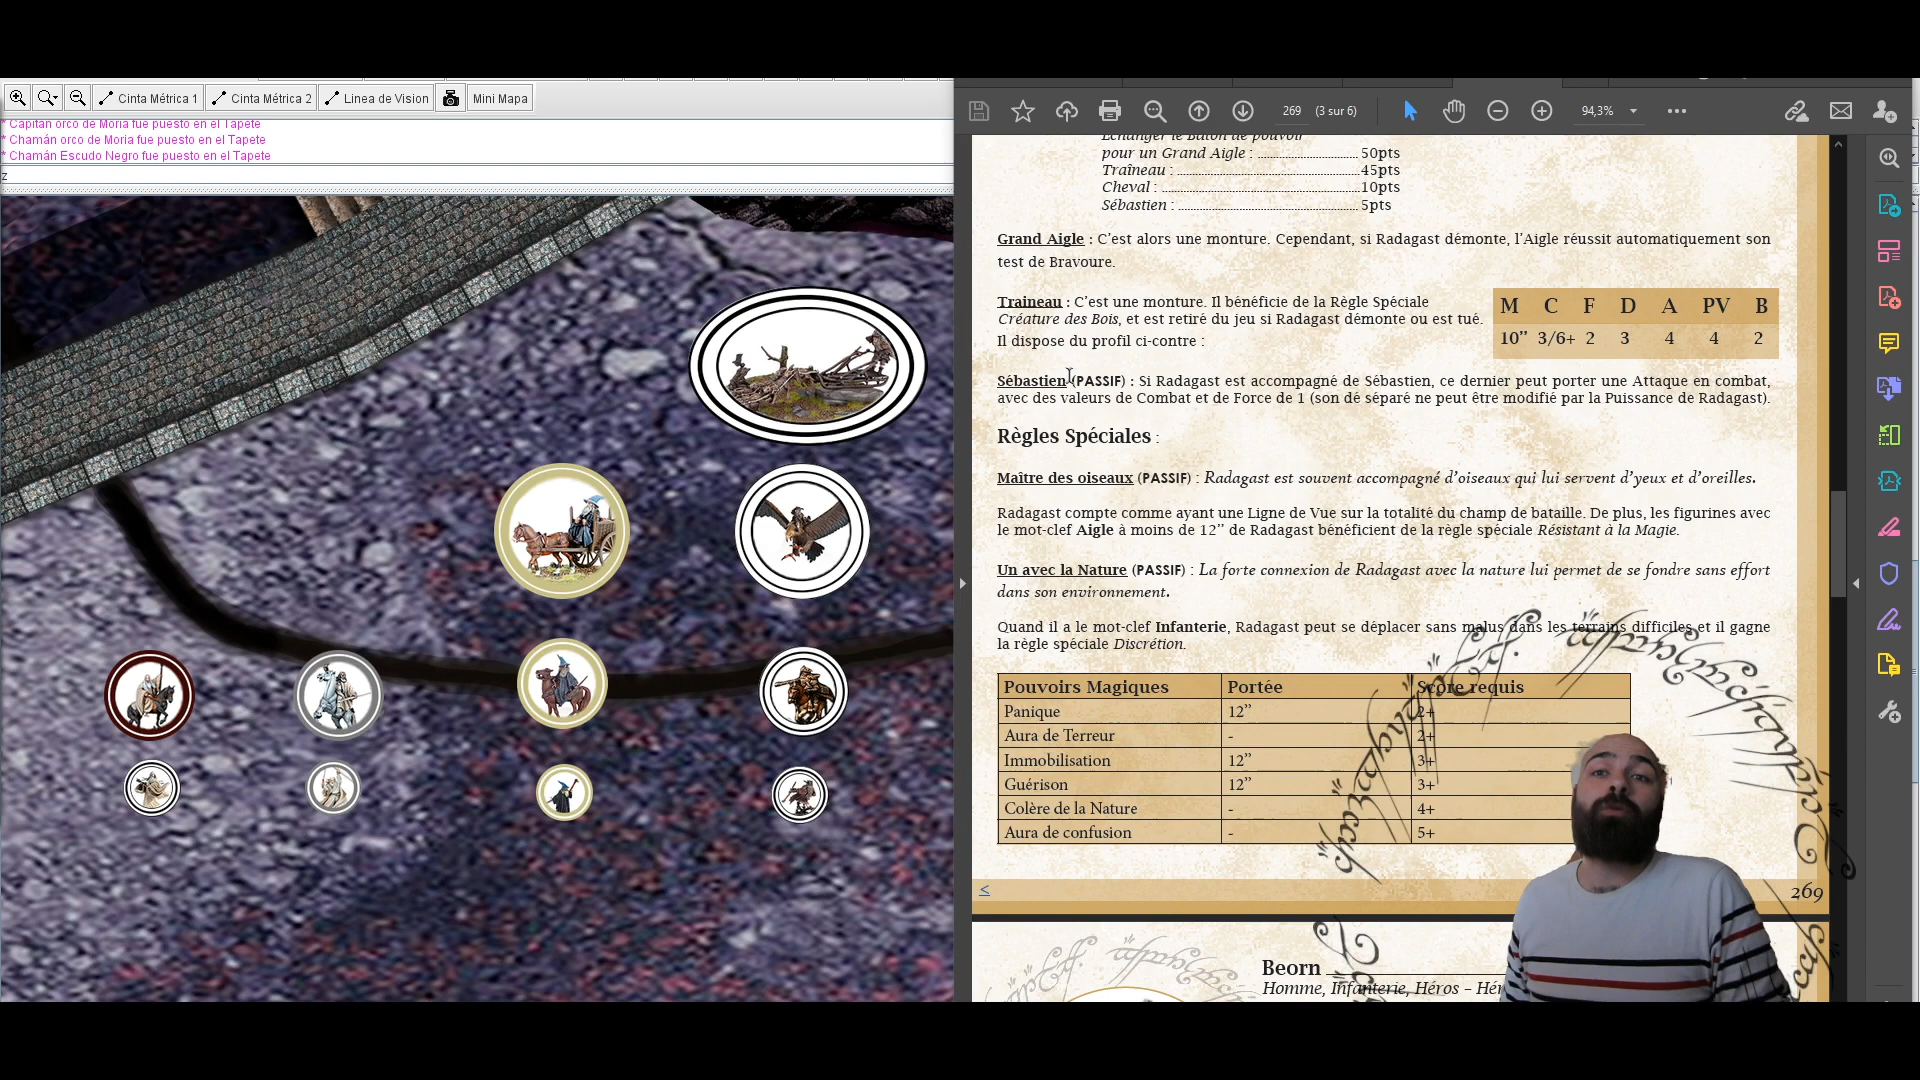 Cinta Métrica 1
Cinta Métrica 2
Linea de Vision
Mini Mapa
* Capitán orco de Moria fue puesto en el Tapete
* Chamán orco de Moria fue puesto en el Tapete
* Chamán Escudo Negro fue puesto en el Tapete
z
269 (3 sur 6)
94,3%
Échanger le Bâton de pouvoir
pour un Grand Aigle : 50pts
Traîneau : 45pts
Cheval : 10pts
Sébastien : 5pts
Grand Aigle : C'est alors une monture. Cependant, si Radagast démonte, l'Aigle réussit automatiquement son
test de Bravoure.
Traineau : C'est une monture. Il bénéficie de la Règle Spéciale
Créature des Bois, et est retiré du jeu si Radagast démonte ou est tué.
Il dispose du profil ci-contre :
M C F D A PV B
10" 3/6+ 2 3 4 4 2
Sébastien (PASSIF) : Si Radagast est accompagné de Sébastien, ce dernier peut porter une Attaque en combat,
avec des valeurs de Combat et de Force de 1 (son dé séparé ne peut être modifié par la Puissance de Radagast).
Règles Spéciales :
Maître des oiseaux (PASSIF) : Radagast est souvent accompagné d'oiseaux qui lui servent d'yeux et d'oreilles.
Radagast compte comme ayant une Ligne de Vue sur la totalité du champ de bataille. De plus, les figurines avec
le mot-clef Aigle à moins de 12" de Radagast bénéficient de la règle spéciale Résistant à la Magie.
Un avec la Nature (PASSIF) : La forte connexion de Radagast avec la nature lui permet de se fondre sans effort
dans son environnement.
Quand il a le mot-clef Infanterie, Radagast peut se déplacer sans malus dans les terrains difficiles et il gagne
la règle spéciale Discrétion.
Pouvoirs Magiques Portée Score requis
Panique 12" 2+
Aura de Terreur - 2+
Immobilisation 12" 3+
Guérison 12" 3+
Colère de la Nature - 4+
Aura de confusion - 5+
<
269
Beorn
Homme, Infanterie, Héros –